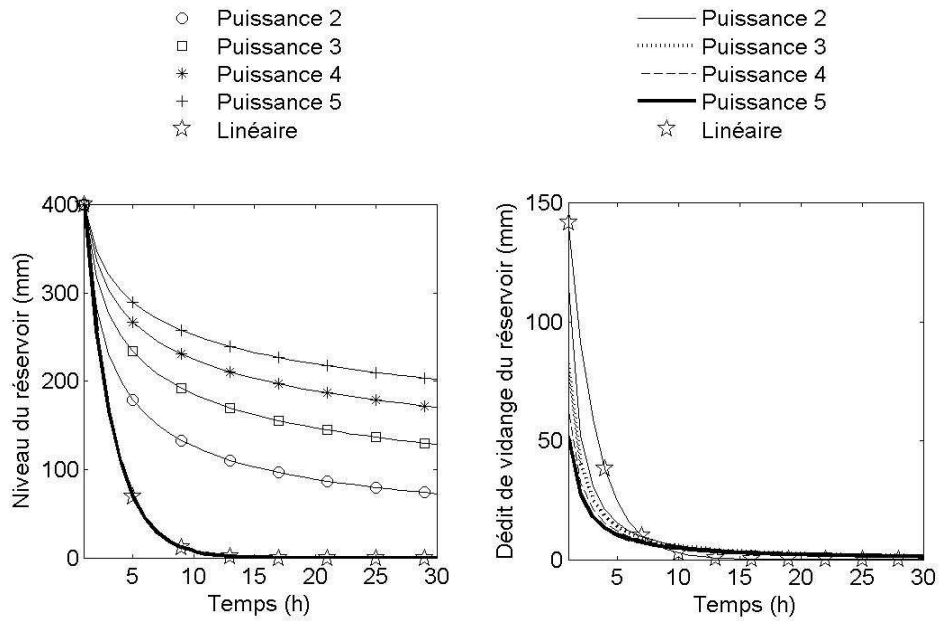 Puissance 2
Puissance 3
Puissance 4
Puissance 5
Linéaire
Puissance 2
Puissance 3
Puissance 4
Puissance 5
Linéaire
400
300
200
100
0
5
10
15
20
25
30
Niveau du réservoir (mm)
Temps (h)
150
100
50
0
5
10
15
20
25
30
Dédit de vidange du réservoir (mm)
Temps (h)